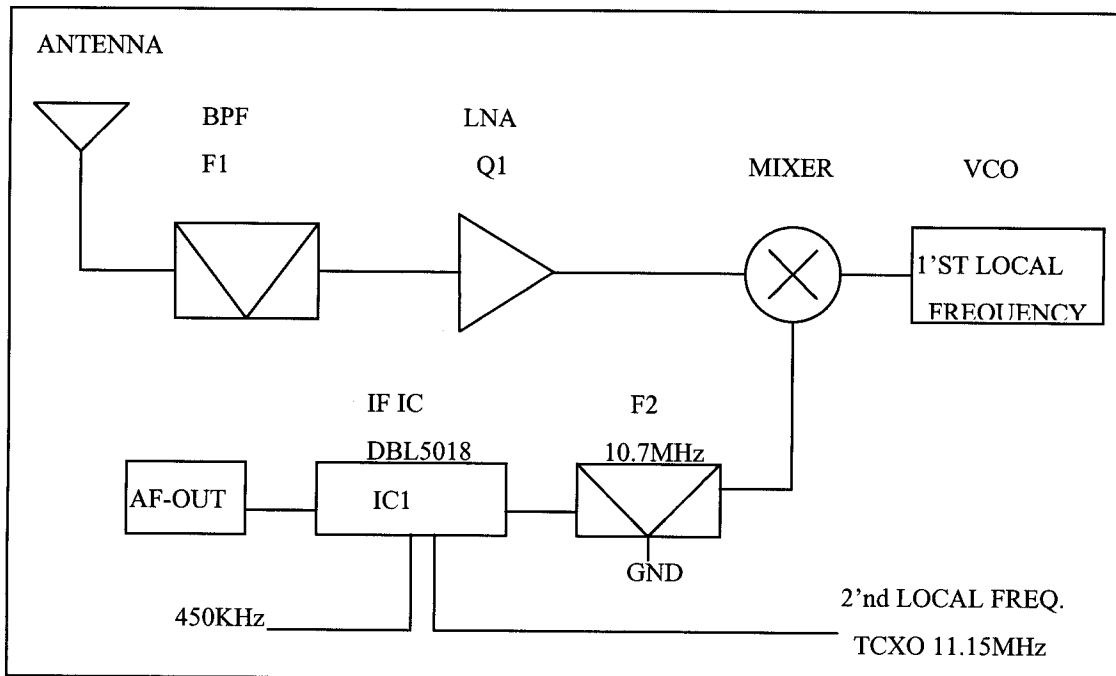 ANTENNA
BPF
F1
LNA
Q1
MIXER
VCO
1'ST LOCAL
FREQUENCY
IF IC
DBL5018
F2
10.7MHz
AF-OUT
IC1
GND
450KHz
2'nd LOCAL FREQ.
TCXO 11.15MHz